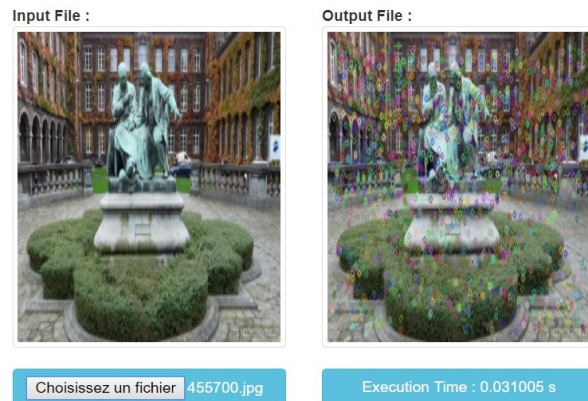 Input File :
Output File :
Choisissez un fichier 455700.jpg
Execution Time : 0.031005 s